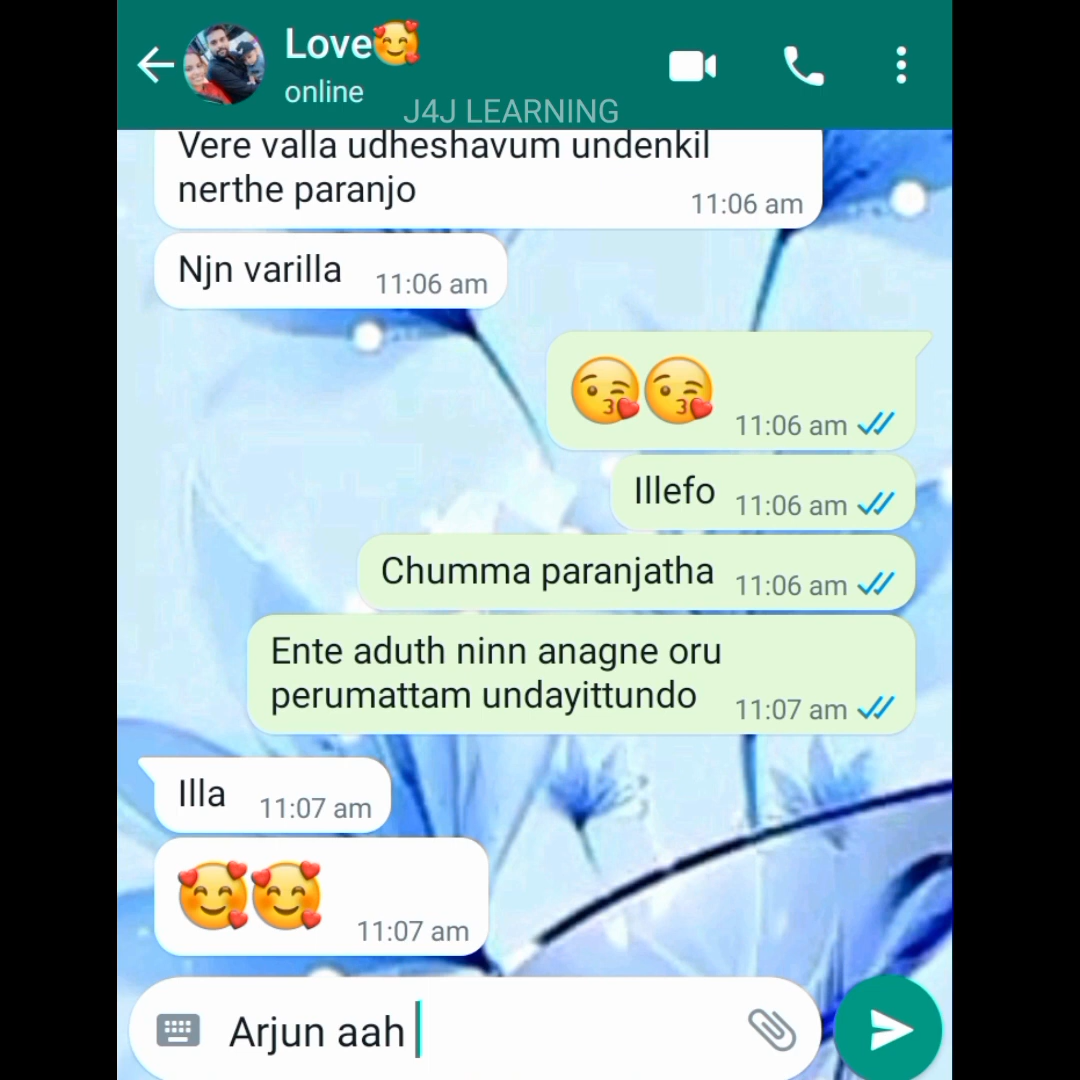 Love🥰
online
J4J LEARNING
Vere valla udheshavum undenkil
nerthe paranjo
11:06 am
Njn varilla
11:06 am
😘😘
11:06 am
Illefo
11:06 am
Chumma paranjatha
11:06 am
Ente aduth ninn anagne oru
perumattam undayittundo
11:07 am
Illa
11:07 am
🥰🥰
11:07 am
Arjun aah